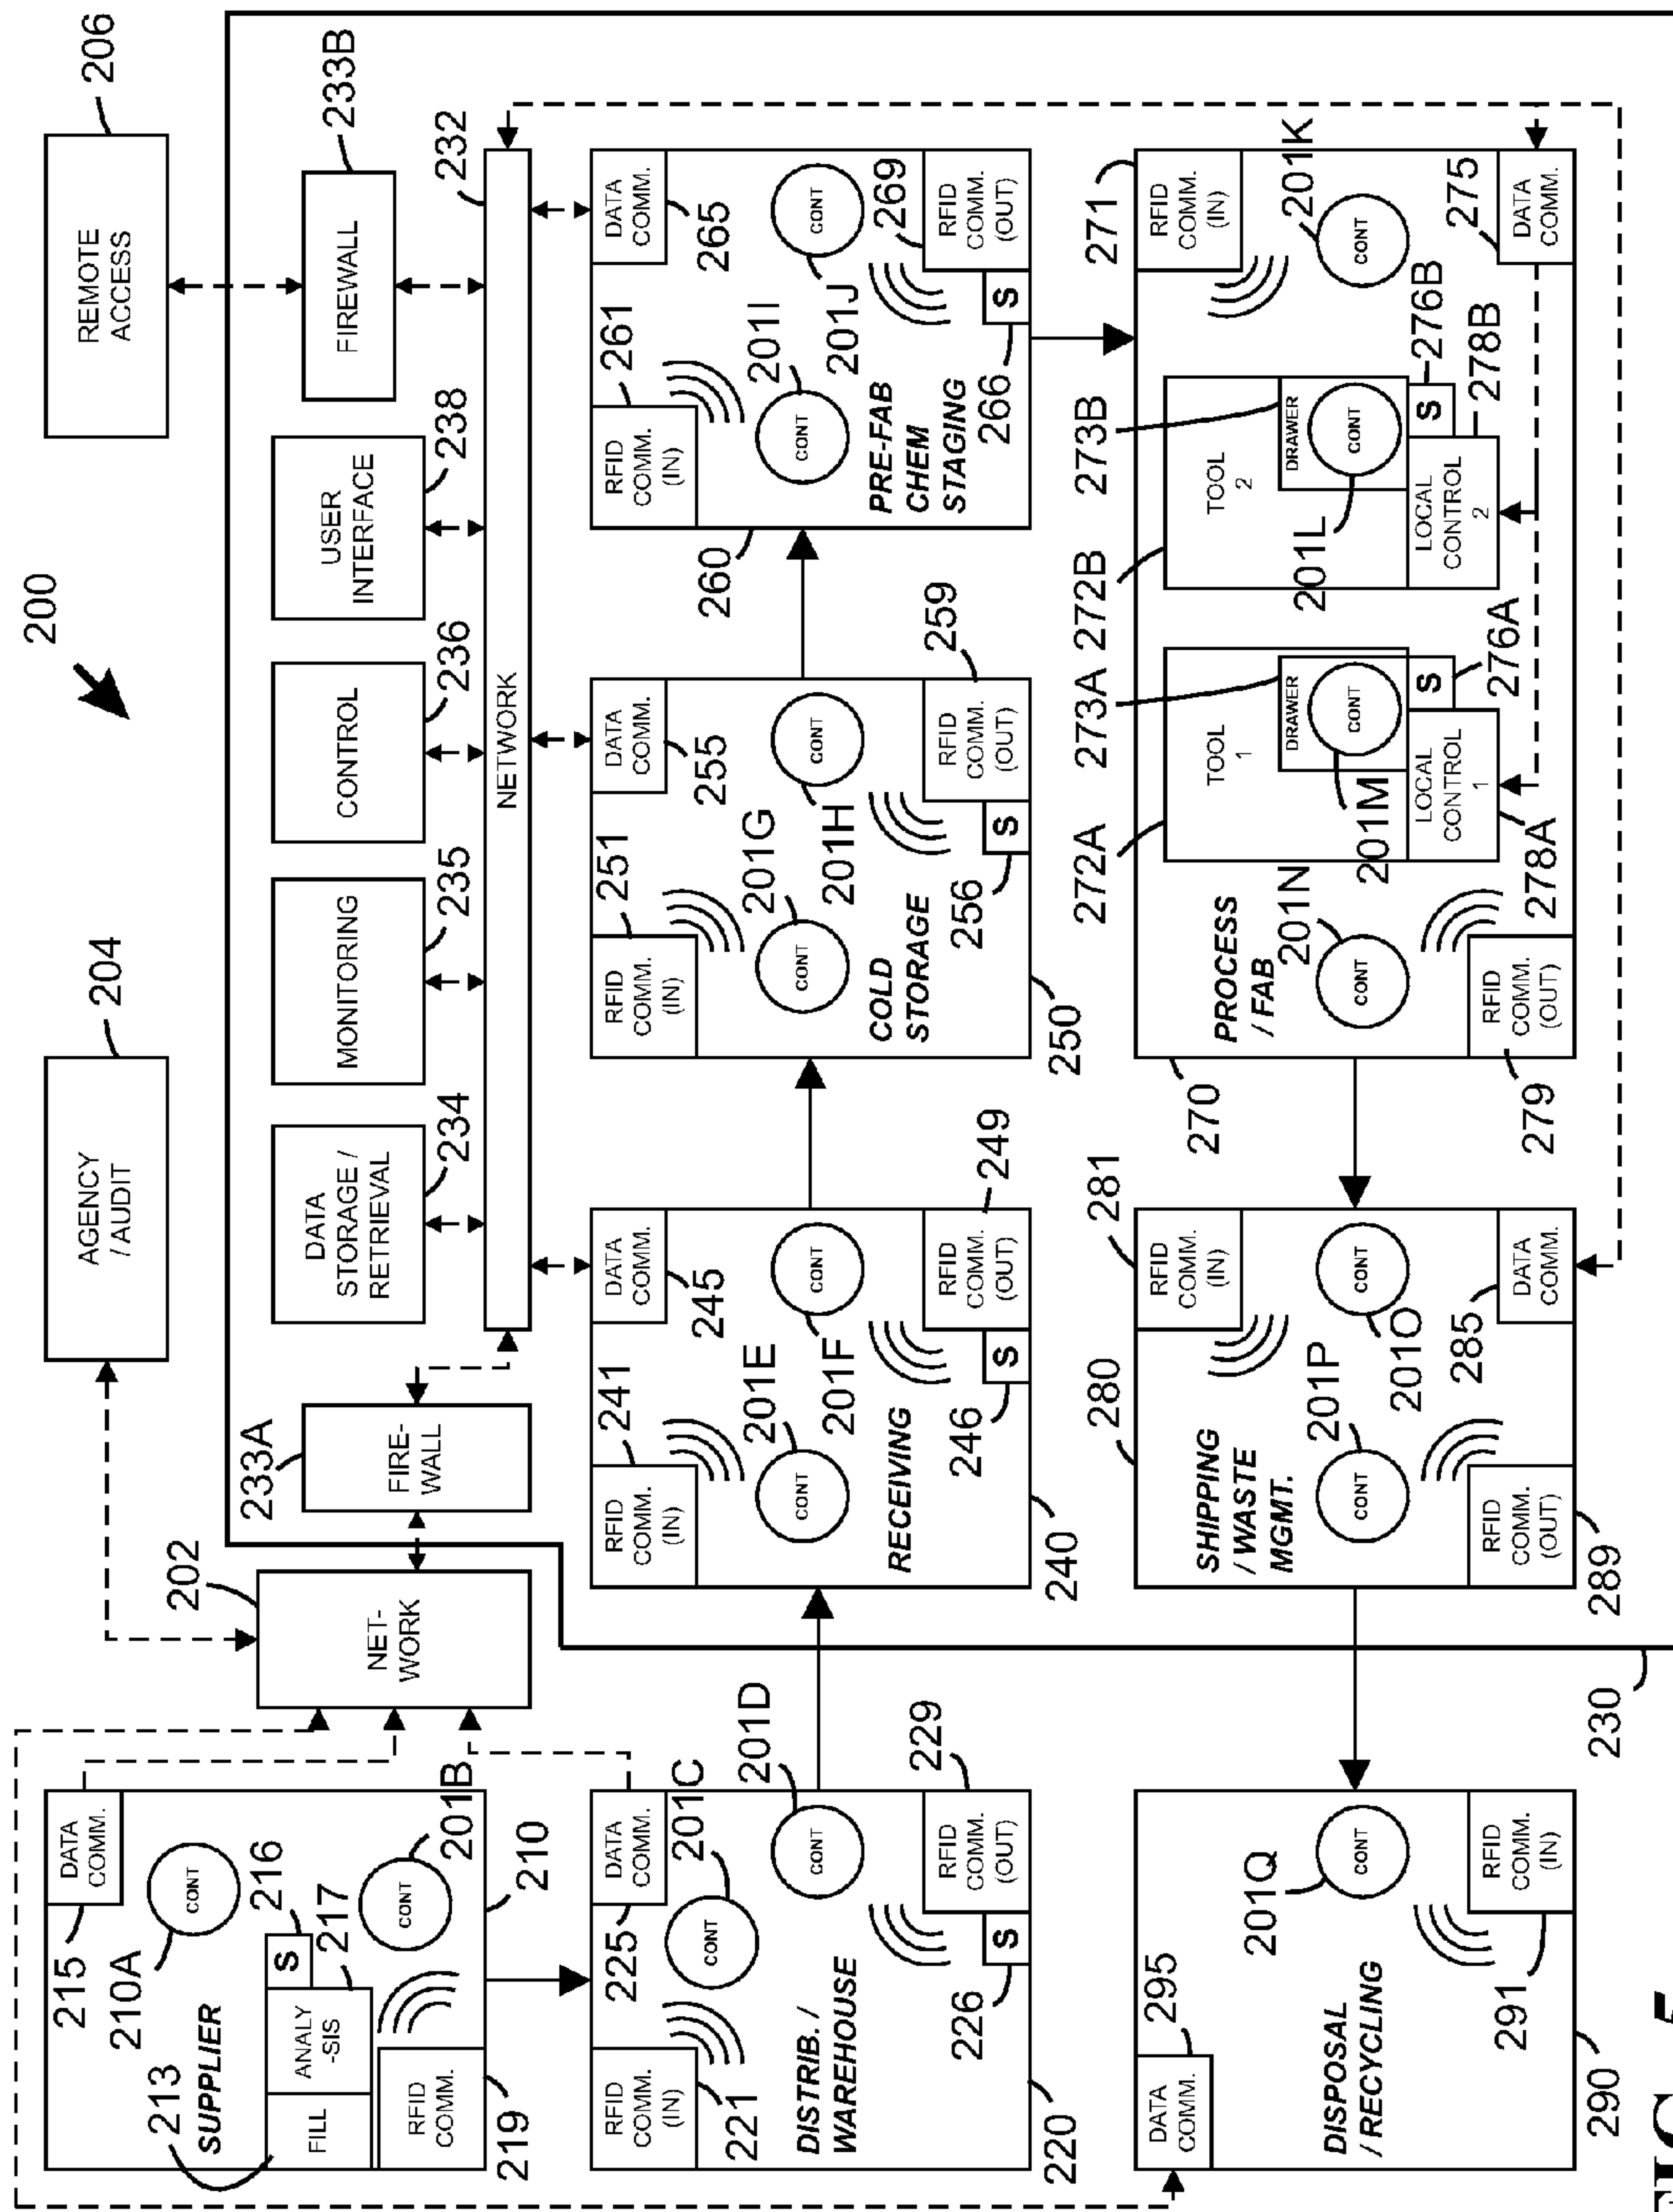 200
REMOTE
ACCESS
206
AGENCY
/ AUDIT
204
202
NET-
WORK
233A
FIRE-
WALL
DATA
STORAGE /
RETRIEVAL
234
MONITORING
235
CONTROL
236
USER
INTERFACE
238
FIREWALL
233B
NETWORK
232
DATA
COMM.
215
CONT
210A
213
SUPPLIER
FILL
ANALY
-SIS
S
216
217
CONT
201B
RFID
COMM.
219
210
RFID
COMM.
(IN)
221
DATA
COMM.
225
CONT
201C
CONT
201D
DISTRIB. /
WAREHOUSE
S
226
RFID
COMM.
(OUT)
229
220
RFID
COMM.
(IN)
241
DATA
COMM.
245
CONT
201E
CONT
201F
RECEIVING
S
246
RFID
COMM.
(OUT)
249
240
RFID
COMM.
(IN)
251
DATA
COMM.
255
CONT
201G
CONT
201H
COLD
STORAGE
S
256
RFID
COMM.
(OUT)
259
250
RFID
COMM.
(IN)
261
DATA
COMM.
265
CONT
201I
CONT
201J
PRE-FAB
CHEM
STAGING
S
266
RFID
COMM.
(OUT)
269
260
DATA
COMM.
295
DISPOSAL
/ RECYCLING
CONT
201Q
RFID
COMM.
(IN)
291
290
230
280
RFID
COMM.
(IN)
281
SHIPPING
/ WASTE
MGMT.
CONT
201P
CONT
201O
RFID
COMM.
(OUT)
289
DATA
COMM.
285
270
PROCESS
/ FAB
CONT
201N
RFID
COMM.
(OUT)
279
272A
TOOL
1
273A
DRAWER
CONT
201M
S
276A
LOCAL
CONTROL
1
278A
272B
TOOL
2
273B
DRAWER
CONT
201L
S
276B
LOCAL
CONTROL
2
278B
RFID
COMM.
(IN)
271
CONT
201K
DATA
COMM.
275
FIG. 5